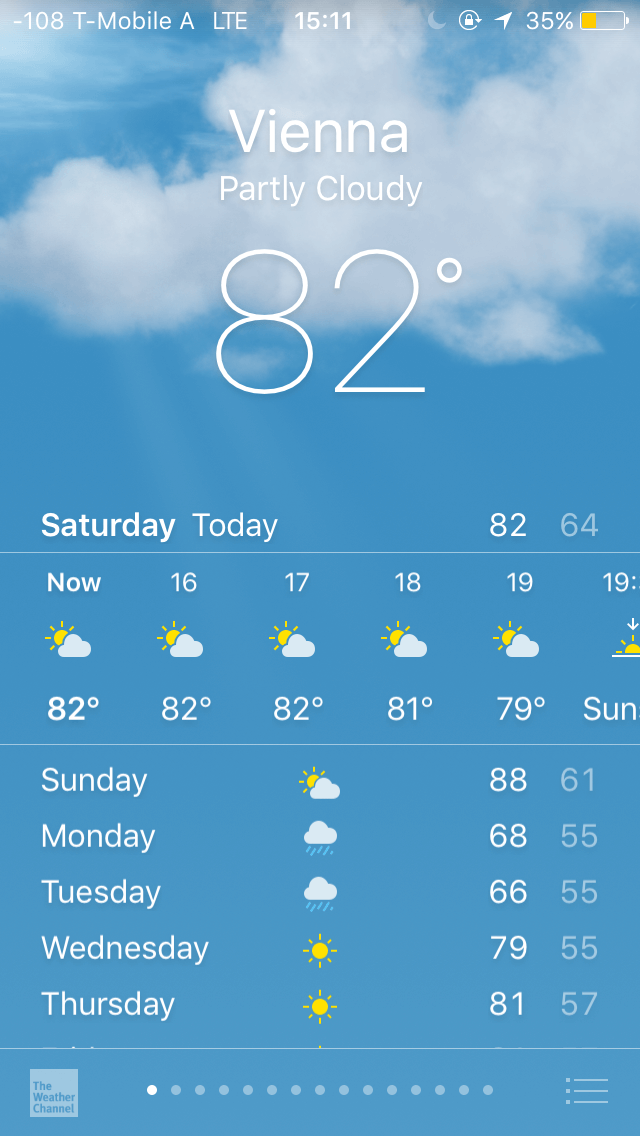 -108 T-Mobile A LTE 15:11 35%
Vienna
Partly Cloudy
82°
Saturday Today 82 64
Now 16 17 18 19 19:
82° 82° 82° 81° 79° Sun
Sunday 88 61
Monday 68 55
Tuesday 66 55
Wednesday 79 55
Thursday 81 57
The
Weather
Channel